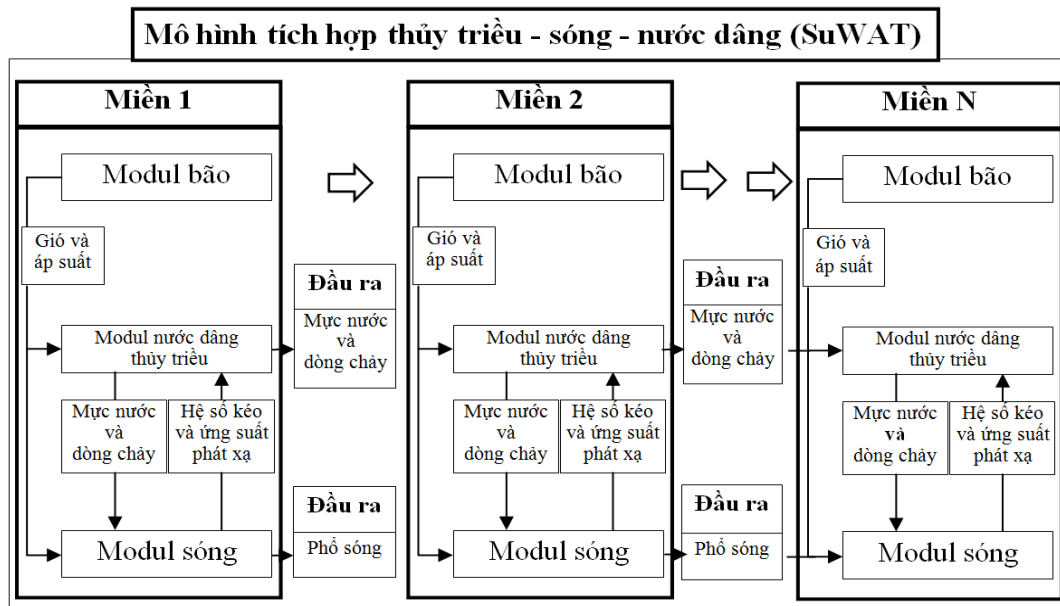 Mô hình tích hợp thủy triều - sóng - nước dâng (SuWAT)
Miền 1
Modul bão
Gió và
áp suất
Modul nước dâng
thủy triều
Mực nước
và
dòng chảy
Hệ số kéo
và ứng suất
phát xạ
Modul sóng
Đầu ra
Mực nước
và
dòng chảy
Đầu ra
Phổ sóng
Miền 2
Modul bão
Gió và
áp suất
Modul nước dâng
thủy triều
Mực nước
và
dòng chảy
Hệ số kéo
và ứng suất
phát xạ
Modul sóng
Đầu ra
Mực nước
và
dòng chảy
Đầu ra
Phổ sóng
Miền N
Modul bão
Gió và
áp suất
Modul nước dâng
thủy triều
Mực nước
và
dòng chảy
Hệ số kéo
và ứng suất
phát xạ
Modul sóng